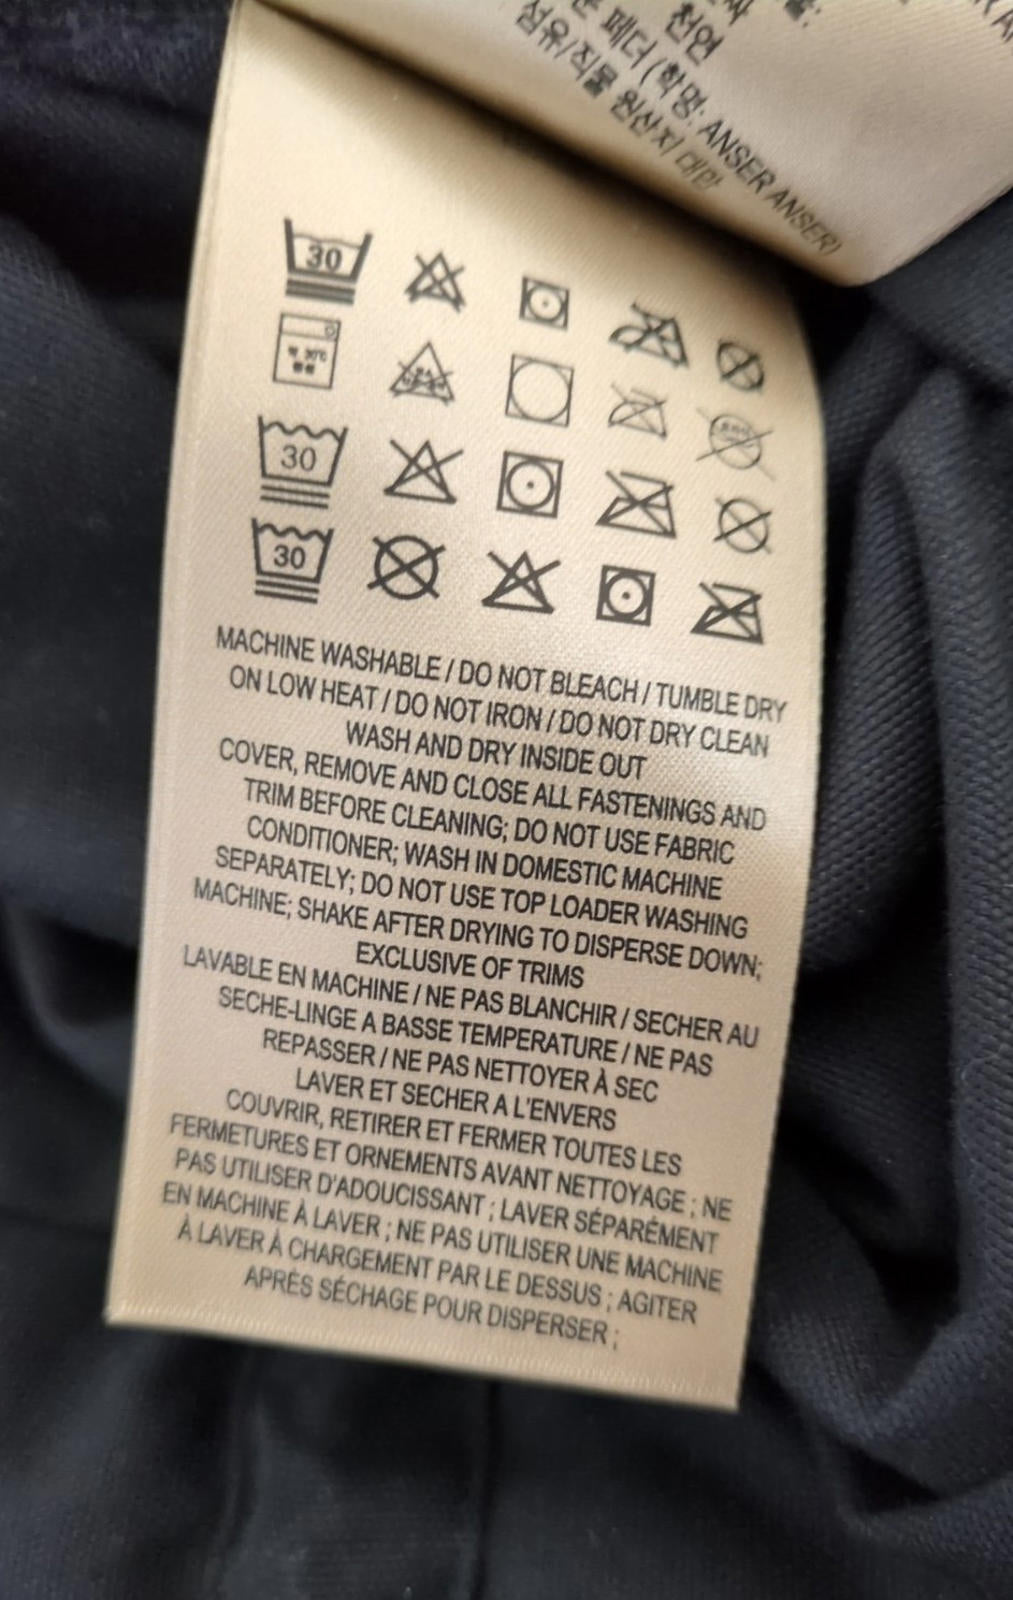 천연
페더 (학명: ANSER ANSER)
섬유/직물 원산지 대만
30
30
30
MACHINE WASHABLE / DO NOT BLEACH / TUMBLE DRY
ON LOW HEAT / DO NOT IRON / DO NOT DRY CLEAN
WASH AND DRY INSIDE OUT
COVER, REMOVE AND CLOSE ALL FASTENINGS AND
TRIM BEFORE CLEANING; DO NOT USE FABRIC
CONDITIONER; WASH IN DOMESTIC MACHINE
SEPARATELY; DO NOT USE TOP LOADER WASHING
MACHINE; SHAKE AFTER DRYING TO DISPERSE DOWN;
EXCLUSIVE OF TRIMS
LAVABLE EN MACHINE / NE PAS BLANCHIR / SECHER AU
SECHE-LINGE A BASSE TEMPERATURE / NE PAS
REPASSER / NE PAS NETTOYER À SEC
LAVER ET SECHER A L'ENVERS
COUVRIR, RETIRER ET FERMER TOUTES LES
FERMETURES ET ORNEMENTS AVANT NETTOYAGE ; NE
PAS UTILISER D'ADOUCISSANT ; LAVER SÉPARÉMENT
EN MACHINE À LAVER ; NE PAS UTILISER UNE MACHINE
À LAVER À CHARGEMENT PAR LE DESSUS ; AGITER
APRÈS SÉCHAGE POUR DISPERSER ;